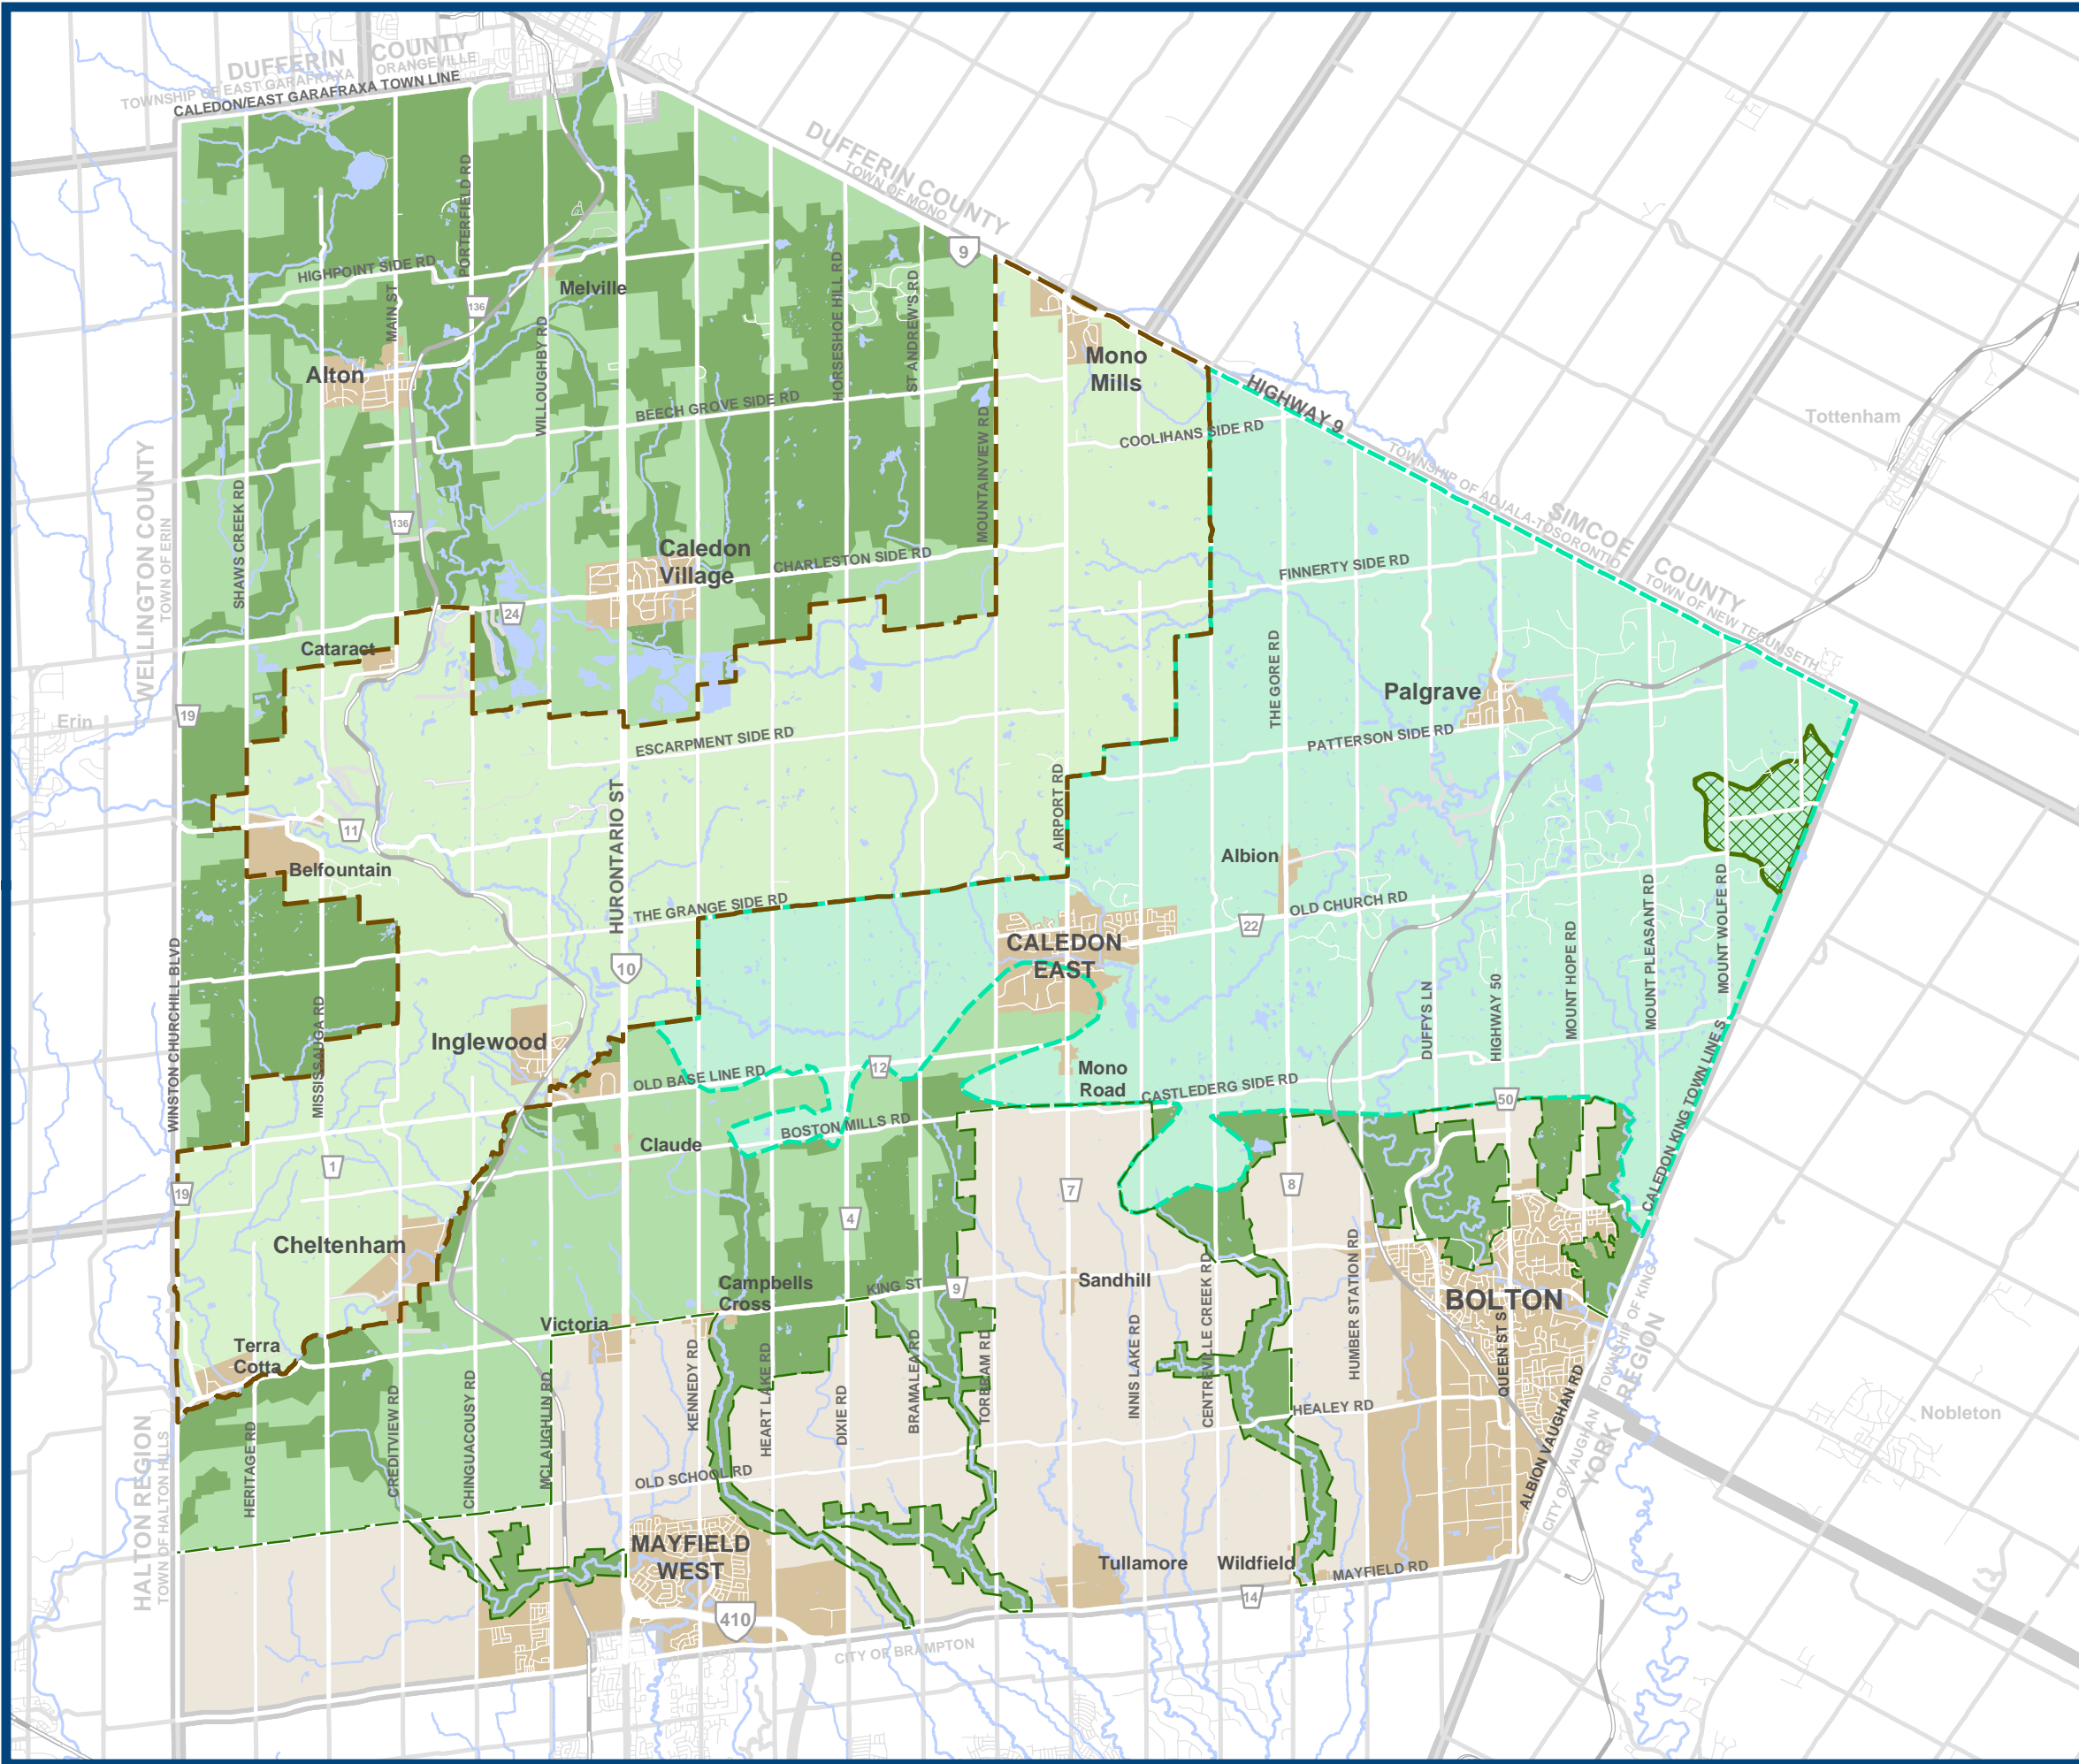 DUFFERIN COUNTY
TOWNSHIP OF EAST GARAFRAXA
ORANGEVILLE
CALEDON/EAST GARAFRAXA TOWN LINE
DUFFERIN COUNTY
TOWN OF MONO
9
HIGHPOINT SIDE RD
PORTERFIELD RD
MAIN ST
136
Melville
WILLOUGHBY RD
HORSESHOE HILL RD
ST ANDREW'S RD
Alton
Mono
Mills
HIGHWAY 9
BEECH GROVE SIDE RD
MOUNTAINVIEW RD
COOLIHANS SIDE RD
Tottenham
TOWNSHIP OF ADJALA-TOSORONTIO
SIMCOE COUNTY
TOWN OF NEW TECUMSETH
WELLINGTON COUNTY
TOWN OF ERIN
SHAWS CREEK RD
136
Caledon
Village
CHARLESTON SIDE RD
FINNERTY SIDE RD
24
Cataract
THE GORE RD
Palgrave
19
Erin
ESCARPMENT SIDE RD
PATTERSON SIDE RD
AIRPORT RD
HURONTARIO ST
11
Belfountain
Albion
THE GRANGE SIDE RD
OLD CHURCH RD
22
CALEDON
EAST
WINSTON CHURCHILL BLVD
10
MISSISSAUGA RD
MOUNT HOPE RD
MOUNT PLEASANT RD
MOUNT WOLFE RD
DUFFYS LN
HIGHWAY 50
Inglewood
OLD BASE LINE RD
12
Mono
Road
CASTLEDERG SIDE RD
50
BOSTON MILLS RD
Claude
1
19
7
8
4
CALEDON KING TOWN LINE S
Cheltenham
Campbells
Cross
KING ST
9
Sandhill
CENTREVILLE CREEK RD
HUMBER STATION RD
BOLTON
Victoria
Terra
Cotta
TOWNSHIP OF KING
YORK REGION
CITY OF VAUGHAN
KENNEDY RD
HEART LAKE RD
DIXIE RD
BRAMALEA RD
TORBRAM RD
INNIS LAKE RD
QUEEN ST S
ALBION VAUGHAN RD
HEALEY RD
Nobleton
HALTON REGION
TOWN OF HALTON HILLS
HERITAGE RD
CREDITVIEW RD
CHINGUACOUSY RD
MCLAUGHLIN RD
OLD SCHOOL RD
MAYFIELD
WEST
Tullamore
Wildfield
MAYFIELD RD
14
410
CITY OF BRAMPTON